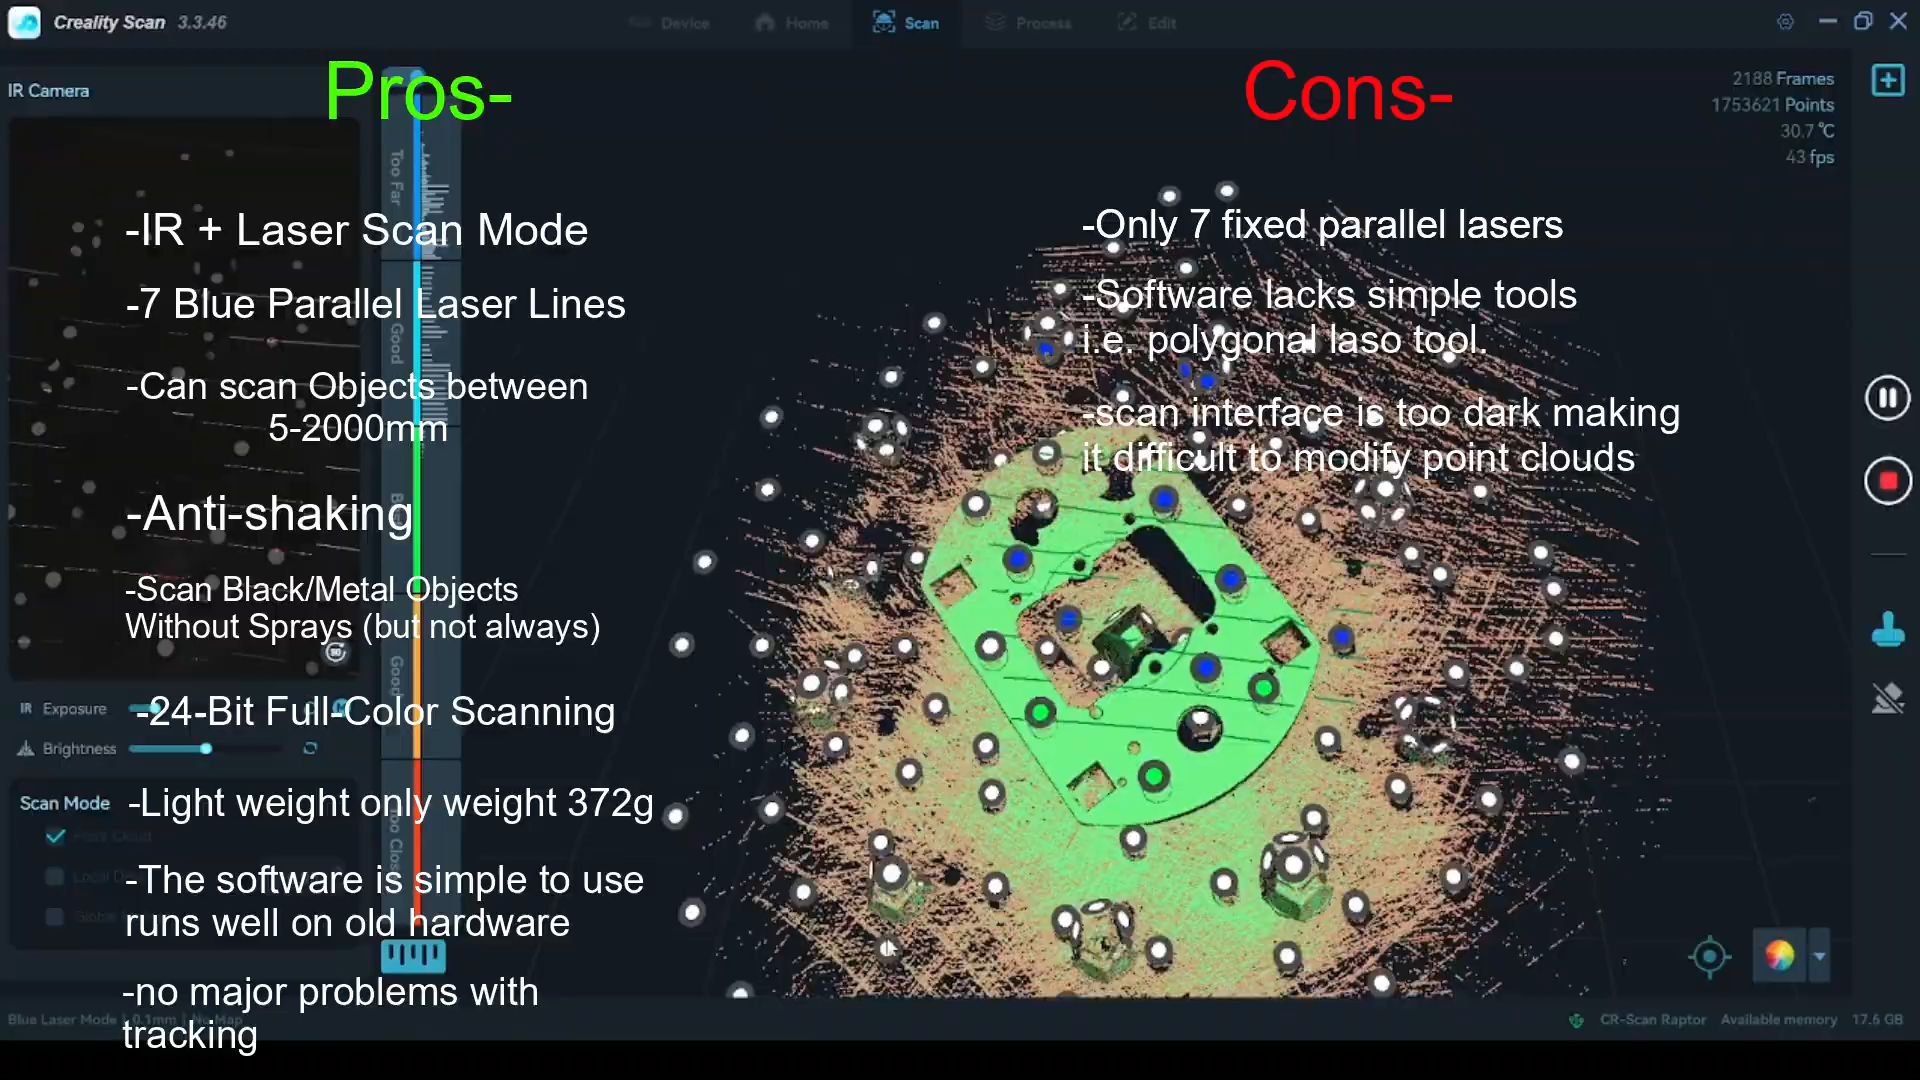 Creality Scan 3.3.46
Device
Home
Scan
Process
Edit
IR Camera
Pros-
Cons-
2188 Frames
1753621 Points
30.7 ℃
43 fps
Too Far
Good
Good
-IR + Laser Scan Mode
-7 Blue Parallel Laser Lines
-Can scan Objects between
5-2000mm
-Anti-shaking
-Scan Black/Metal Objects
Without Sprays (but not always)
-24-Bit Full-Color Scanning
-Light weight only weight 372g
-The software is simple to use
runs well on old hardware
-no major problems with
tracking
-Only 7 fixed parallel lasers
-Software lacks simple tools
i.e. polygonal laso tool.
-scan interface is too dark making
it difficult to modify point clouds
IR Exposure
Brightness
Scan Mode
Blue Laser Mode | 0.1mm | No Map
CR-Scan Raptor
Available memory 17.6 GB